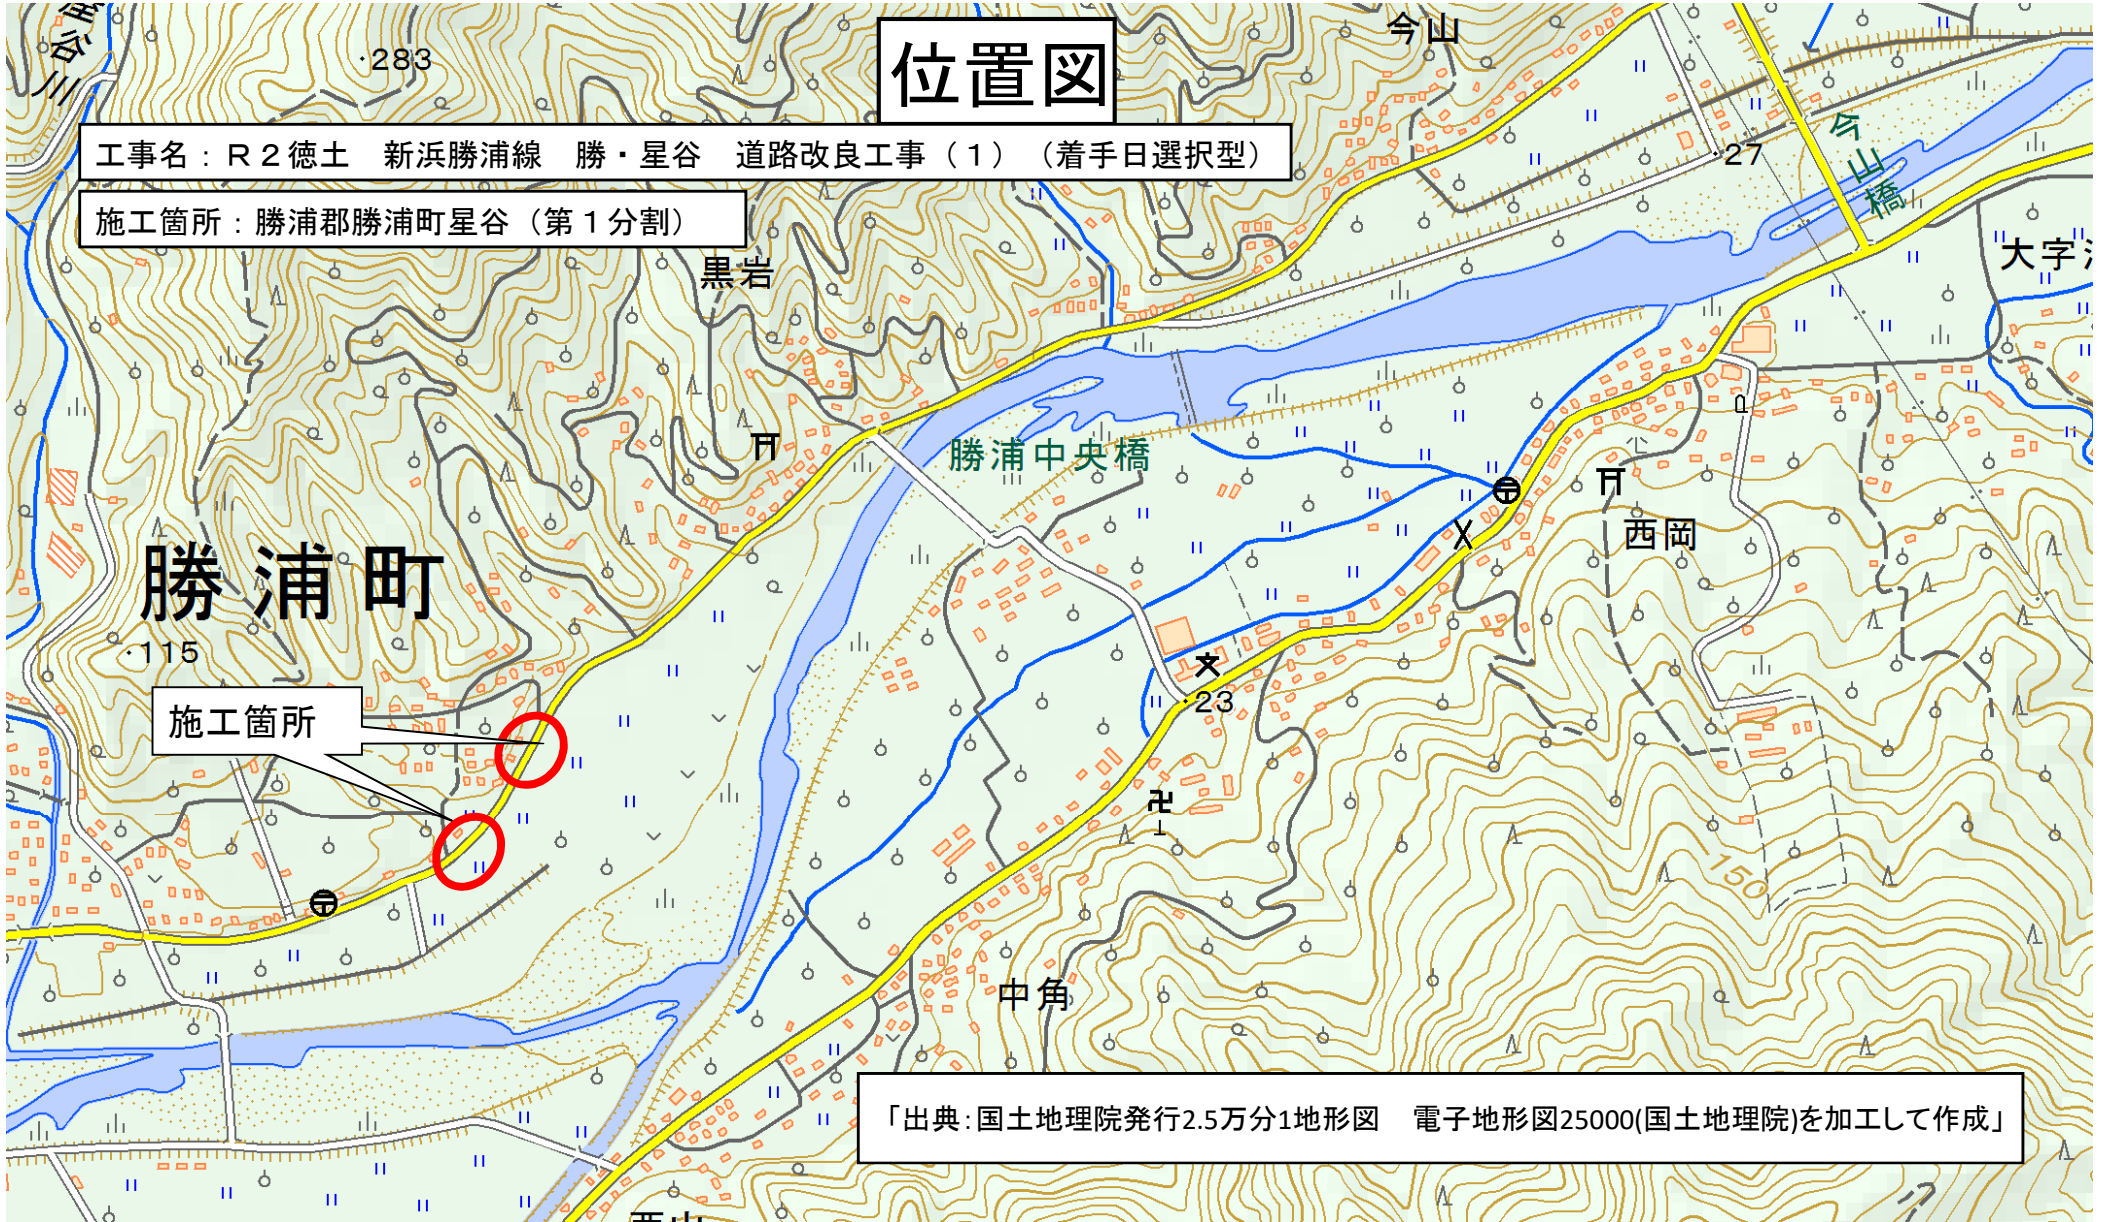 位置図
工事名：Ｒ２徳土　新浜勝浦線　勝・星谷　道路改良工事（１）（着手日選択型）
施工箇所：勝浦郡勝浦町星谷（第１分割）
谷川
283
今山
27
今山橋
大字
黒岩
勝浦中央橋
西岡
勝浦町
115
施工箇所
23
150
中角
「出典：国土地理院発行2.5万分1地形図　電子地形図25000(国土地理院)を加工して作成」